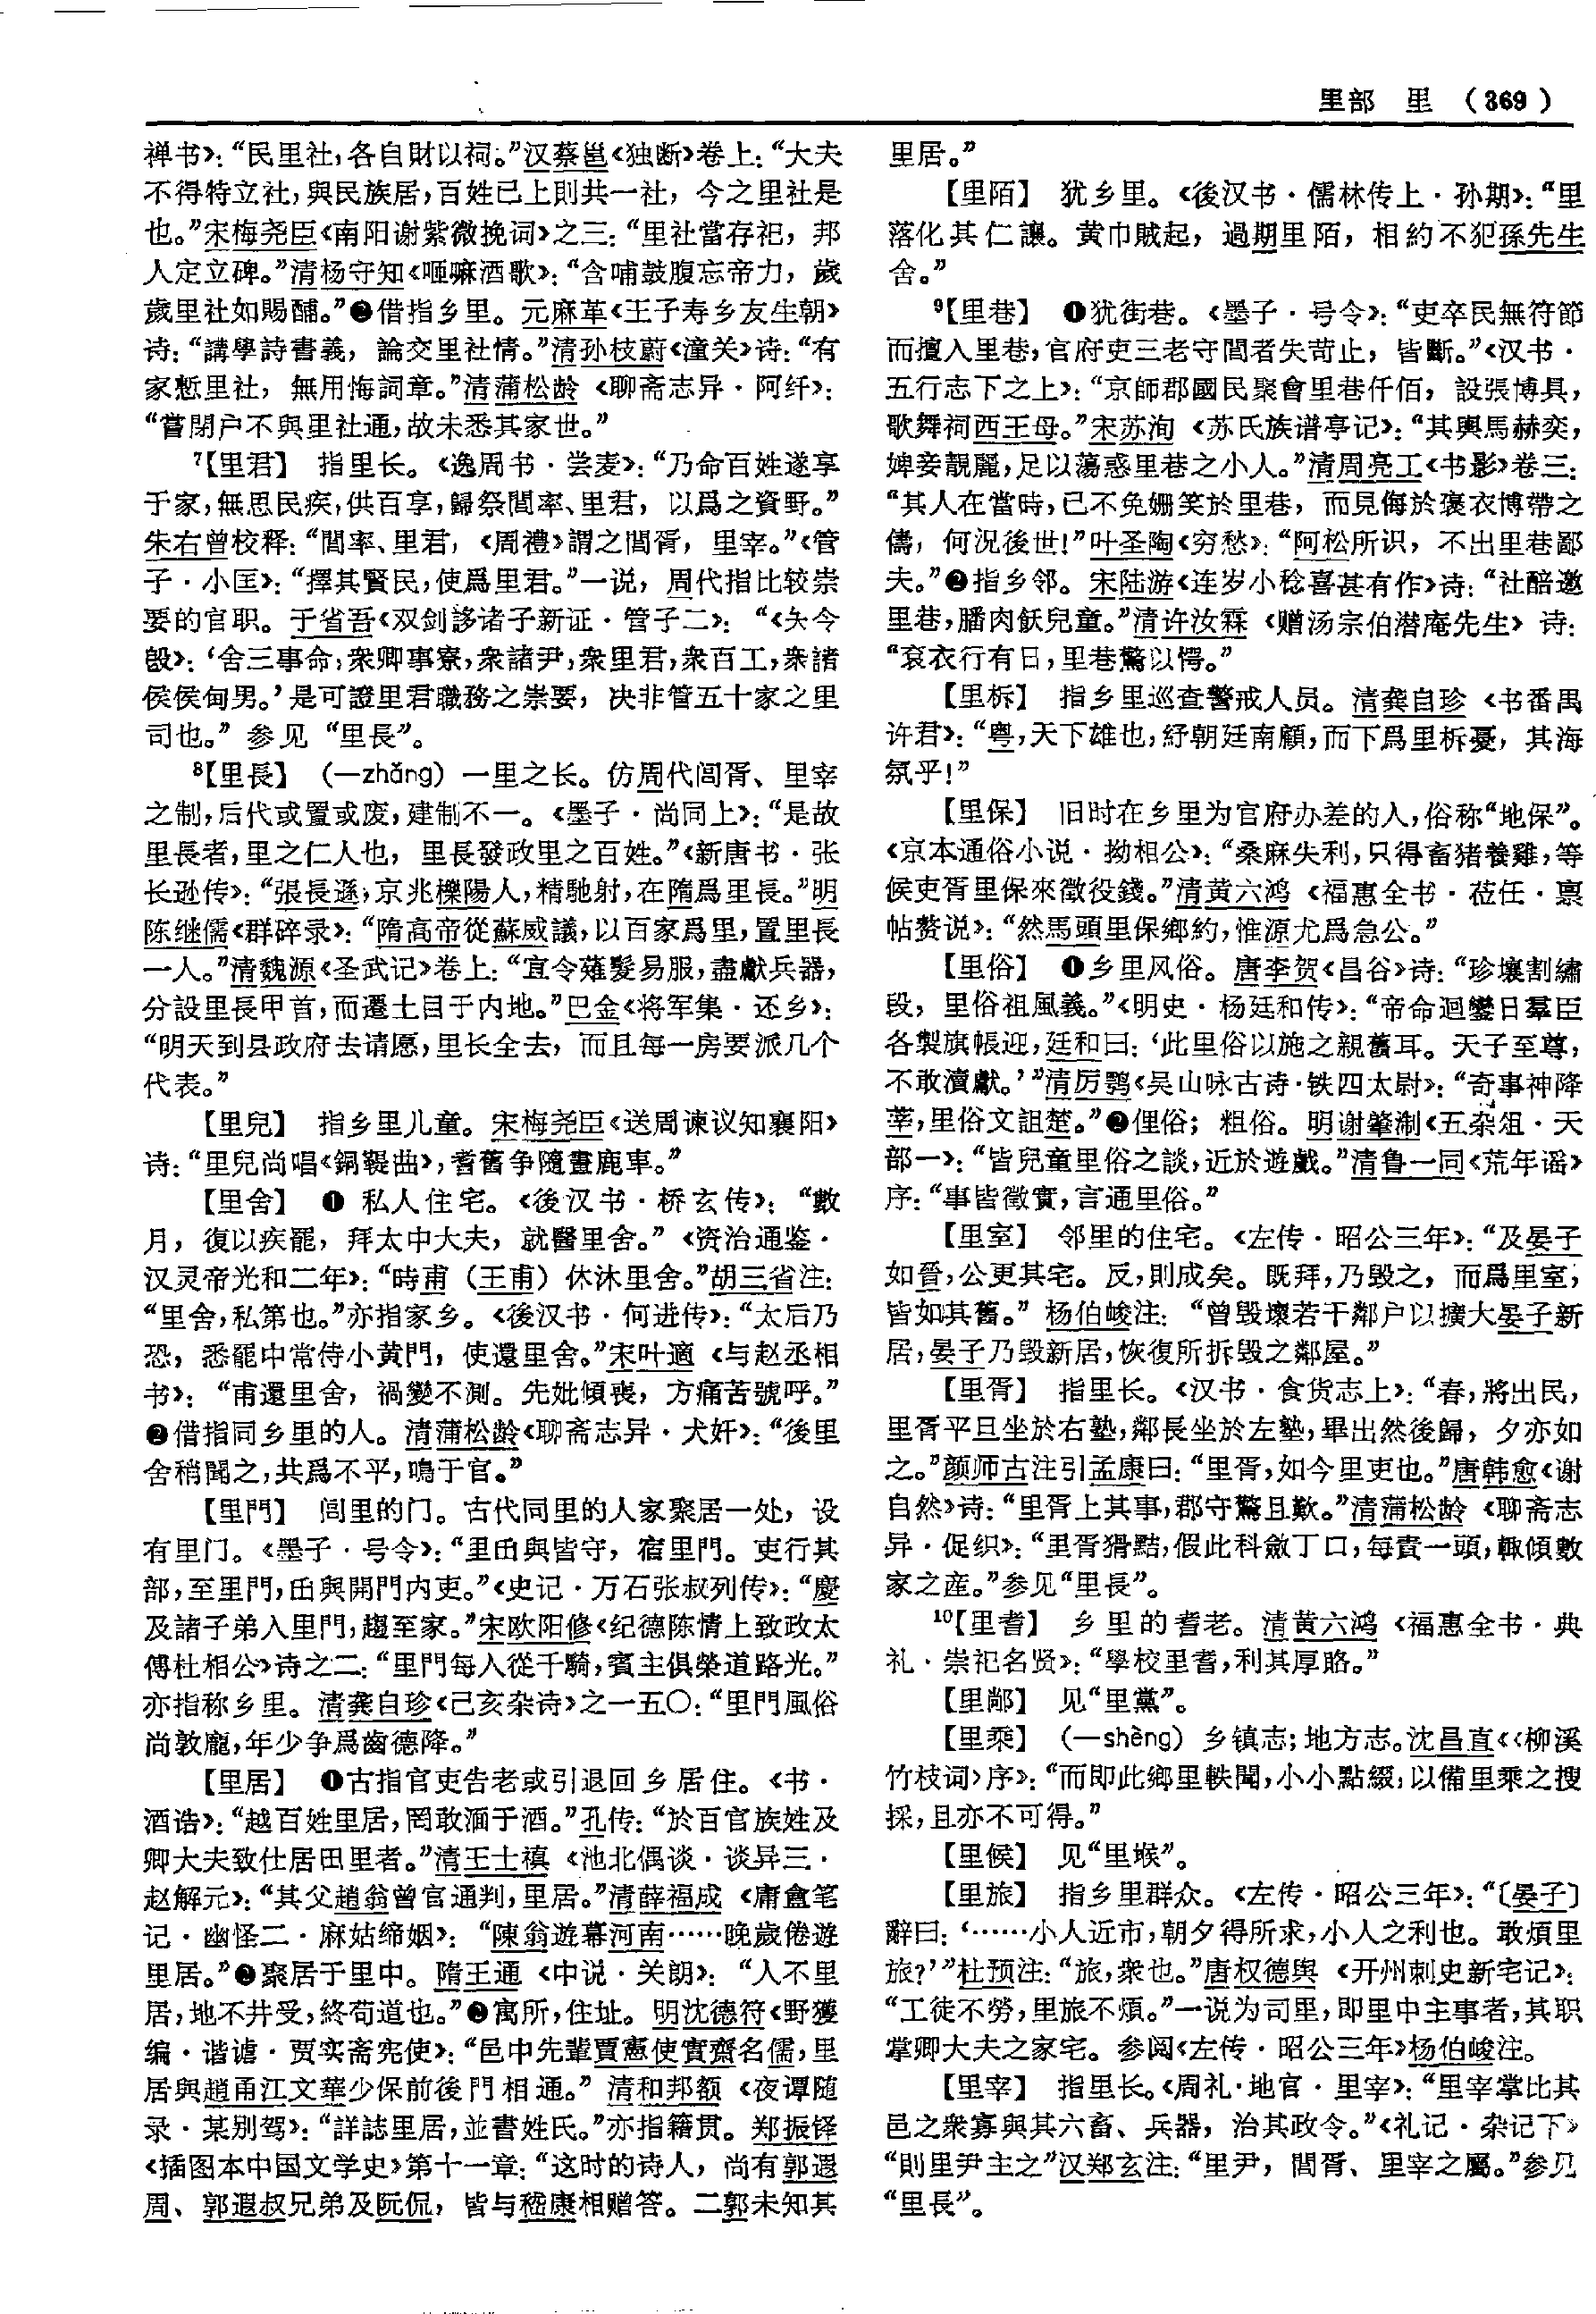 里部　里　（369）
禅书》：“民里社，各自財以祠。”汉蔡邕《独断》卷上：“大夫
不得特立社，與民族居，百姓已上則共一社，今之里社是
也。”宋梅尧臣《南阳谢紫微挽词》之三：“里社當存祀，邦
人定立碑。”清杨守知《咂嘛酒歌》：“含哺鼓腹忘帝力，歲
歲里社如賜酺。”❷借指乡里。元麻革《王子寿乡友生朝》
诗：“講學詩書義，論交里社情。”清孙枝蔚《潼关》诗：“有
家慙里社，無用悔詞章。”清蒲松龄《聊斋志异·阿纤》：
“嘗閉户不與里社通，故未悉其家世。”
⁷【里君】　指里长。《逸周书·尝麦》：“乃命百姓遂享
于家，無思民疾，供百享，歸祭閭率、里君，以爲之資野。”
朱右曾校释：“閭率、里君，《周禮》謂之閭胥，里宰。”《管
子·小匡》：“擇其賢民，使爲里君。”一说，周代指比较崇
要的官职。于省吾《双剑誃诸子新证·管子二》：“《矢令
殷》：‘舍三事命，衆卿事寮，衆諸尹，衆里君，衆百工，衆諸
侯侯甸男。’是可證里君職務之崇要，决非管五十家之里
司也。”参见“里長”。
⁸【里長】　（—zhǎng）一里之长。仿周代闾胥、里宰
之制，后代或置或废，建制不一。《墨子·尚同上》：“是故
里長者，里之仁人也，里長發政里之百姓。”《新唐书·张
长逊传》：“張長遜，京兆櫟陽人，精馳射，在隋爲里長。”明
陈继儒《群碎录》：“隋高帝從蘇威議，以百家爲里，置里長
一人。”清魏源《圣武记》卷上：“宜令薙髮易服，盡獻兵器，
分設里長甲首，而遷土目于内地。”巴金《将军集·还乡》：
“明天到县政府去请愿，里长全去，而且每一房要派几个
代表。”
【里兒】　指乡里儿童。宋梅尧臣《送周谏议知襄阳》
诗：“里兒尚唱《銅鞮曲》，耆舊争隨畫鹿車。”
【里舍】　❶私人住宅。《後汉书·桥玄传》：“數
月，復以疾罷，拜太中大夫，就醫里舍。”《资治通鉴·
汉灵帝光和二年》：“時甫（王甫）休沐里舍。”胡三省注：
“里舍，私第也。”亦指家乡。《後汉书·何进传》：“太后乃
恐，悉罷中常侍小黄門，使還里舍。”宋叶適《与赵丞相
书》：“甫還里舍，禍變不測。先妣傾喪，方痛苦號呼。”
❷借指同乡里的人。清蒲松龄《聊斋志异·犬奸》：“後里
舍稍聞之，共爲不平，鳴于官。”
【里門】　闾里的门。古代同里的人家聚居一处，设
有里门。《墨子·号令》：“里㽕與皆守，宿里門。吏行其
部，至里門，㽕與開門内吏。”《史记·万石张叔列传》：“慶
及諸子弟入里門，趨至家。”宋欧阳修《纪德陈情上致政太
傅杜相公》诗之二：“里門每入從千騎，賓主俱榮道路光。”
亦指称乡里。清龚自珍《己亥杂诗》之一五〇：“里門風俗
尚敦龐，年少争爲齒德降。”
【里居】　❶古指官吏告老或引退回乡居住。《书·
酒诰》：“越百姓里居，罔敢湎于酒。”孔传：“於百官族姓及
卿大夫致仕居田里者。”清王士禛《池北偶谈·谈异三·
赵解元》：“其父趙翁曾官通判，里居。”清薛福成《庸盦笔
记·幽怪二·麻姑缔姻》：“陳翁遊幕河南……晚歲倦遊
里居。”❷聚居于里中。隋王通《中说·关朗》：“人不里
居，地不井受，終苟道也。”❸寓所，住址。明沈德符《野獲
编·谐谑·贾实斋宪使》：“邑中先輩賈憲使實齋名儒，里
居與趙甬江文華少保前後門相通。”清和邦额《夜谭随
录·某别驾》：“詳誌里居，並書姓氏。”亦指籍贯。郑振铎
《插图本中国文学史》第十一章：“这时的诗人，尚有郭遐
周、郭遐叔兄弟及阮侃，皆与嵇康相赠答。二郭未知其
里居。”
【里陌】　犹乡里。《後汉书·儒林传上·孙期》：“里
落化其仁讓。黄巾贼起，過期里陌，相約不犯孫先生
舍。”
⁹【里巷】　❶犹街巷。《墨子·号令》：“吏卒民無符節
而擅入里巷，官府吏三老守閭者失苛止，皆斷。”《汉书·
五行志下之上》：“京師郡國民聚會里巷仟佰，設張博具，
歌舞祠西王母。”宋苏洵《苏氏族谱亭记》：“其輿馬赫奕，
婢妾靚麗，足以蕩惑里巷之小人。”清周亮工《书影》卷三：
“其人在當時，已不免姗笑於里巷，而見侮於褒衣博帶之
儔，何況後世！”叶圣陶《穷愁》：“阿松所识，不出里巷鄙
夫。”❷指乡邻。宋陆游《连岁小稔喜甚有作》诗：“社醅邀
里巷，膰肉飫兒童。”清许汝霖《赠汤宗伯潜庵先生》诗：
“袞衣行有日，里巷驚以愕。”
【里柝】　指乡里巡查警戒人员。清龚自珍《书番禺
许君》：“粤，天下雄也，紓朝廷南顧，而下爲里柝憂，其海
氛乎！”
【里保】　旧时在乡里为官府办差的人，俗称“地保”。
《京本通俗小说·拗相公》：“桑麻失利，只得畜猪養雞，等
候吏胥里保來徵役錢。”清黄六鸿《福惠全书·莅任·禀
帖赘说》：“然馬頭里保鄉約，惟源尤爲急公。”
【里俗】　❶乡里风俗。唐李贺《昌谷》诗：“珍壤割繡
段，里俗祖風義。”《明史·杨廷和传》：“帝命迴鑾日羣臣
各製旗帳迎，廷和曰：‘此里俗以施之親舊耳。天子至尊，
不敢瀆獻。’”清厉鹗《吴山咏古诗·铁四太尉》：“奇事神降
莘，里俗文詛楚。”❷俚俗；粗俗。明谢肇淛《五杂俎·天
部一》：“皆兒童里俗之談，近於遊戲。”清鲁一同《荒年谣》
序：“事皆徵實，言通里俗。”
【里室】　邻里的住宅。《左传·昭公三年》：“及晏子
如晉，公更其宅。反，則成矣。既拜，乃毁之，而爲里室，
皆如其舊。”杨伯峻注：“曾毁壞若干鄰户以擴大晏子新
居，晏子乃毁新居，恢復所拆毁之鄰屋。”
【里胥】　指里长。《汉书·食货志上》：“春，將出民，
里胥平旦坐於右塾，鄰長坐於左塾，畢出然後歸，夕亦如
之。”颜师古注引孟康曰：“里胥，如今里吏也。”唐韩愈《谢
自然》诗：“里胥上其事，郡守驚且歎。”清蒲松龄《聊斋志
异·促织》：“里胥猾黠，假此科斂丁口，每責一頭，輒傾數
家之産。”参见“里長”。
¹⁰【里耆】　乡里的耆老。清黄六鸿《福惠全书·典
礼·崇祀名贤》：“學校里耆，利其厚賂。”
【里鄺】　见“里黨”。
【里乘】　（—shèng）乡镇志；地方志。沈昌直《〈柳溪
竹枝词〉序》：“而即此鄉里軼聞，小小點綴，以備里乘之搜
採，且亦不可得。”
【里候】　见“里堠”。
【里旅】　指乡里群众。《左传·昭公三年》：“〔晏子〕
辭曰：‘……小人近市，朝夕得所求，小人之利也。敢煩里
旅？’”杜预注：“旅，衆也。”唐权德舆《开州刺史新宅记》：
“工徒不勞，里旅不煩。”一说为司里，即里中主事者，其职
掌卿大夫之家宅。参阅《左传·昭公三年》杨伯峻注。
【里宰】　指里长。《周礼·地官·里宰》：“里宰掌比其
邑之衆寡與其六畜、兵器，治其政令。”《礼记·杂记下》
“則里尹主之”汉郑玄注：“里尹，閭胥、里宰之屬。”参见
“里長”。